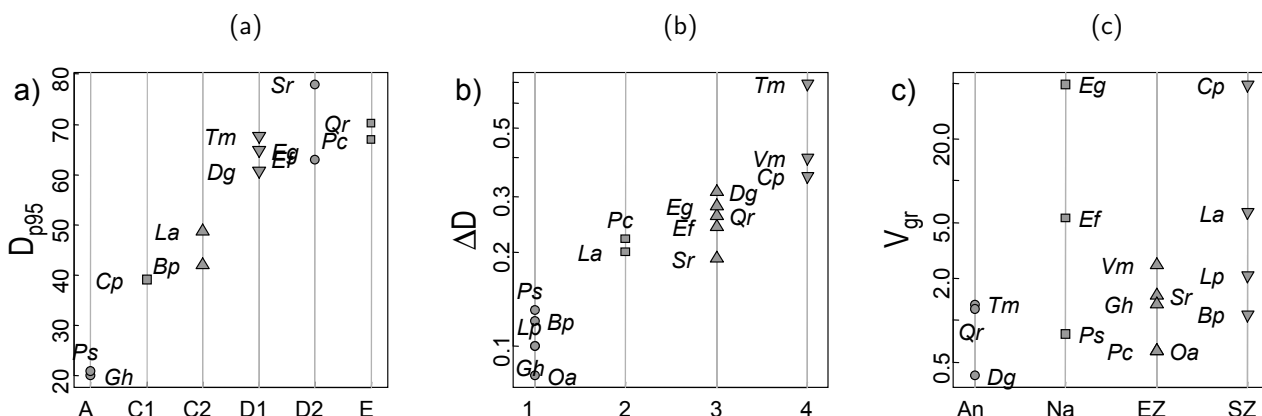 (a)
(b)
(c)
a)
D_p95
80
70
60
50
40
30
20
Sr
Qr
Tm
Pc
Eg
Ef
Dg
La
Bp
Cp
Ps
Gh
A C1 C2 D1 D2 E
b)
ΔD
0.5
0.3
0.2
0.1
Tm
Vm
Cp
Dg
Eg
Qr
Ef
Sr
Pc
La
Ps
Bp
Lp
Gh
Oa
1 2 3 4
c)
V_gr
20.0
5.0
2.0
0.5
Eg
Cp
Ef
La
Vm
Lp
Sr
Gh
Tm
Bp
Qr
Ps
Pc
Oa
Dg
An Na EZ SZ